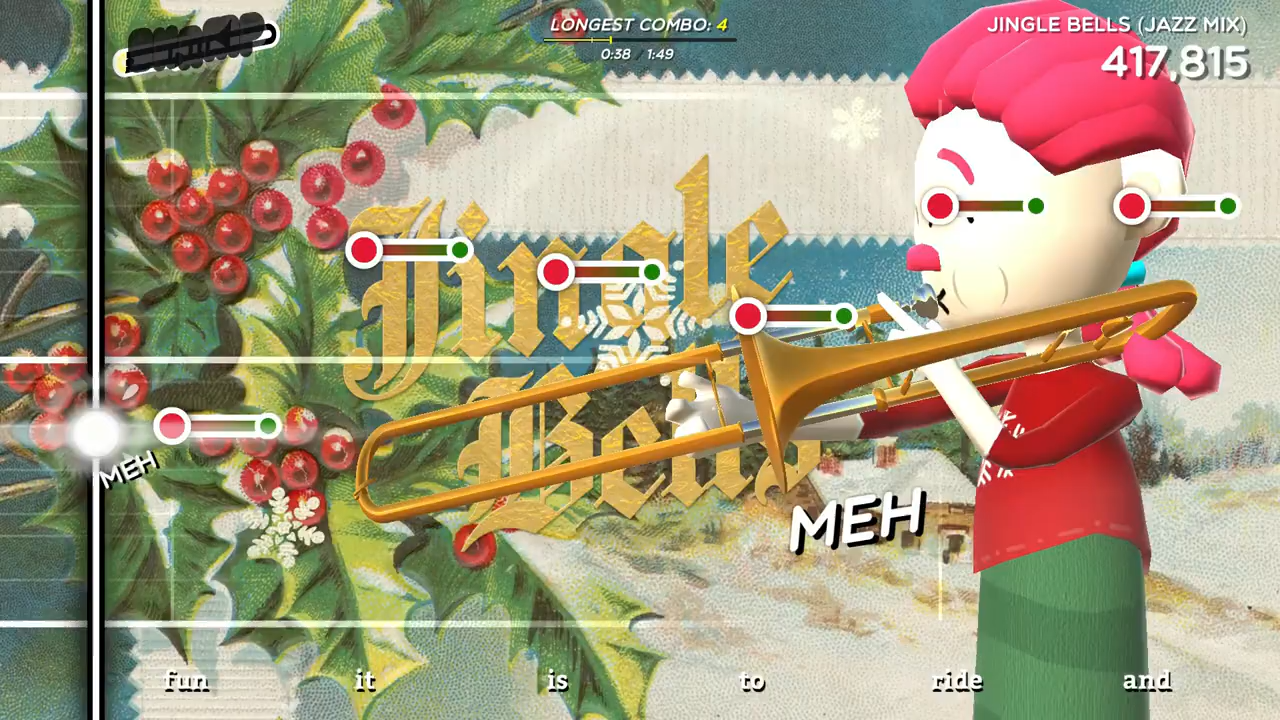 LONGEST COMBO: 4
0:38 / 1:49
JINGLE BELLS (JAZZ MIX)
417,815
Jingle
Bells
MEH
MEH
fun it is to ride and